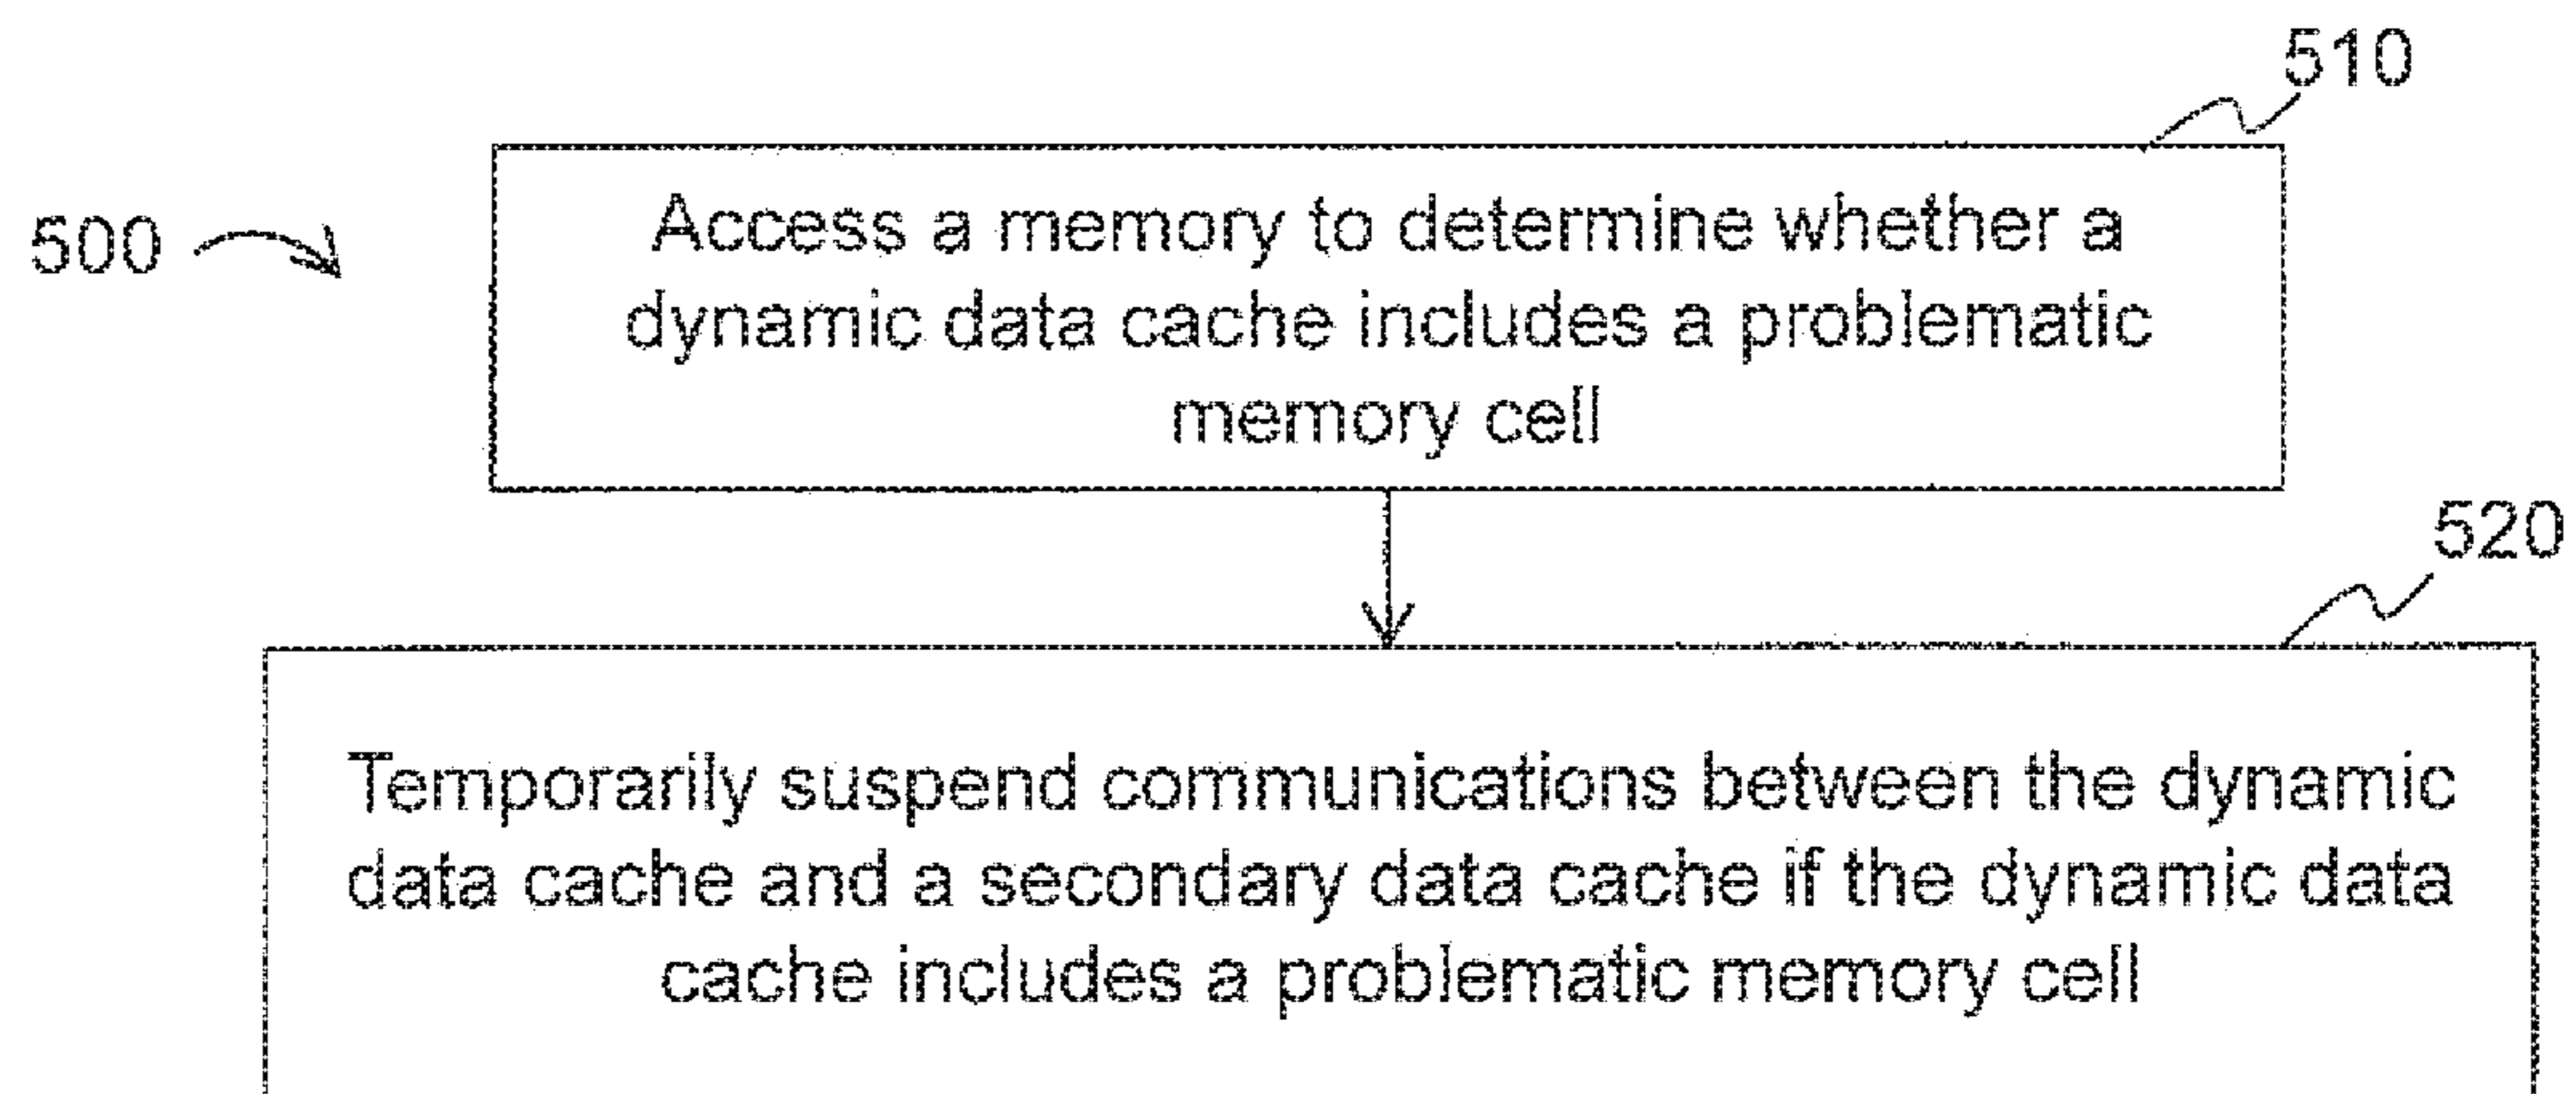 510
500
Access a memory to determine whether a
dynamic data cache includes a problematic
memory cell
520
Temporarily suspend communications between the dynamic
data cache and a secondary data cache if the dynamic data
cache includes a problematic memory cell